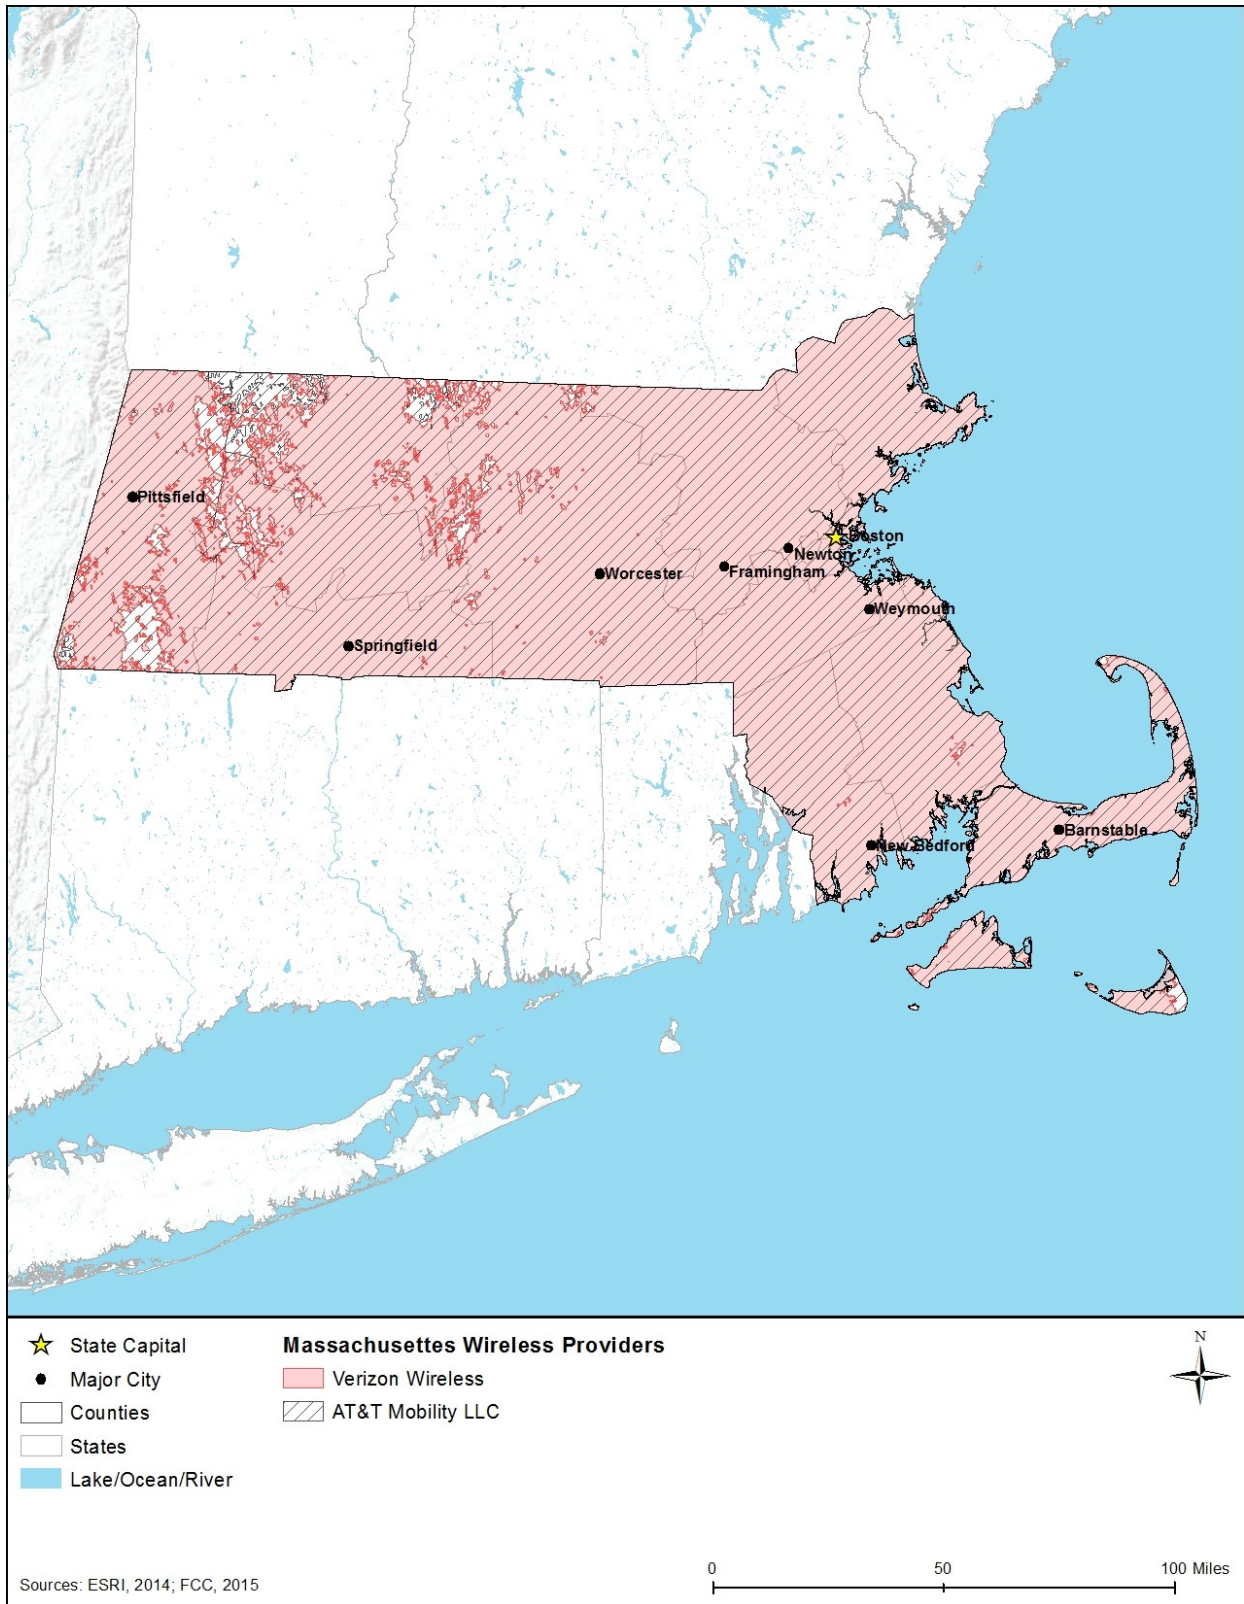 Pittsfield
Boston
Newton
Worcester
Framingham
Weymouth
Springfield
Barnstable
New Bedford
State Capital
Major City
Counties
States
Lake/Ocean/River
Massachusettes Wireless Providers
Verizon Wireless
AT&T Mobility LLC
N
Sources: ESRI, 2014; FCC, 2015
0 50 100 Miles